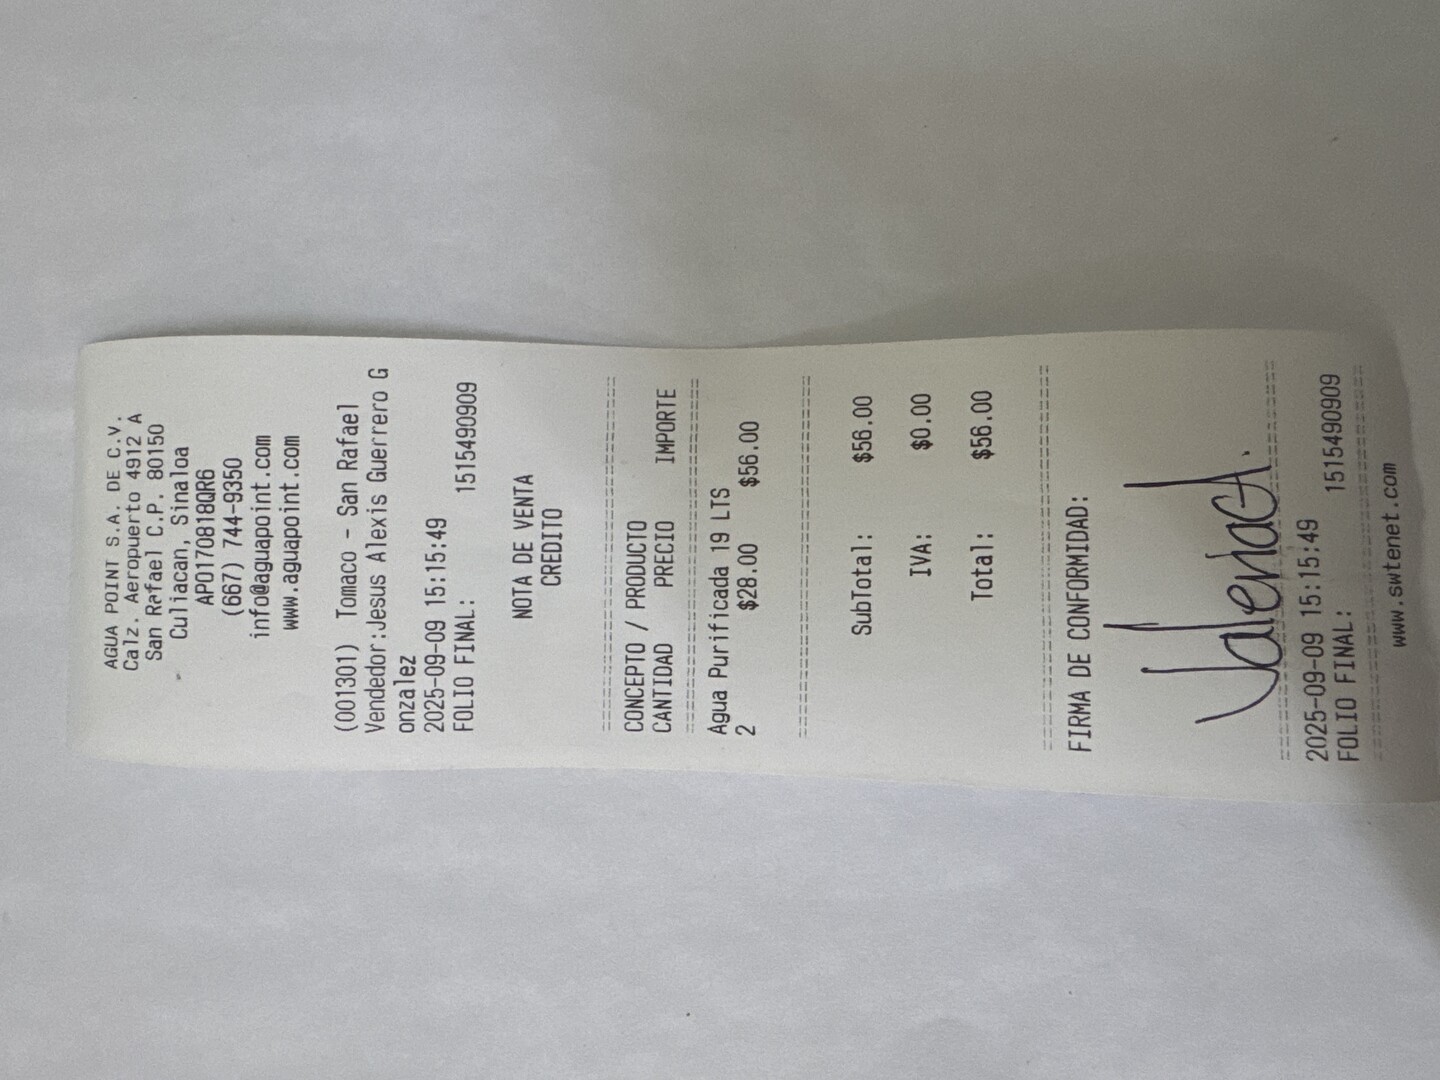 AGUA POINT S.A. DE C.V.
Calz. Aeropuerto 4912 A
San Rafael C.P. 80150
Culiacan, Sinaloa
APO170818QR6
(667) 744-9350
info@aguapoint.com
www.aguapoint.com
(001301) Tomaco - San Rafael
Vendedor:Jesus Alexis Guerrero G
onzalez
2025-09-09 15:15:49
FOLIO FINAL: 1515490909
NOTA DE VENTA
CREDITO
================================
CONCEPTO / PRODUCTO
CANTIDAD PRECIO IMPORTE
================================
Agua Purificada 19 LTS
2 $28.00 $56.00
================================
SubTotal: $56.00
IVA: $0.00
Total: $56.00
================================
FIRMA DE CONFORMIDAD:
Valeria A.
================================
2025-09-09 15:15:49
FOLIO FINAL: 1515490909
================================
www.swtenet.com